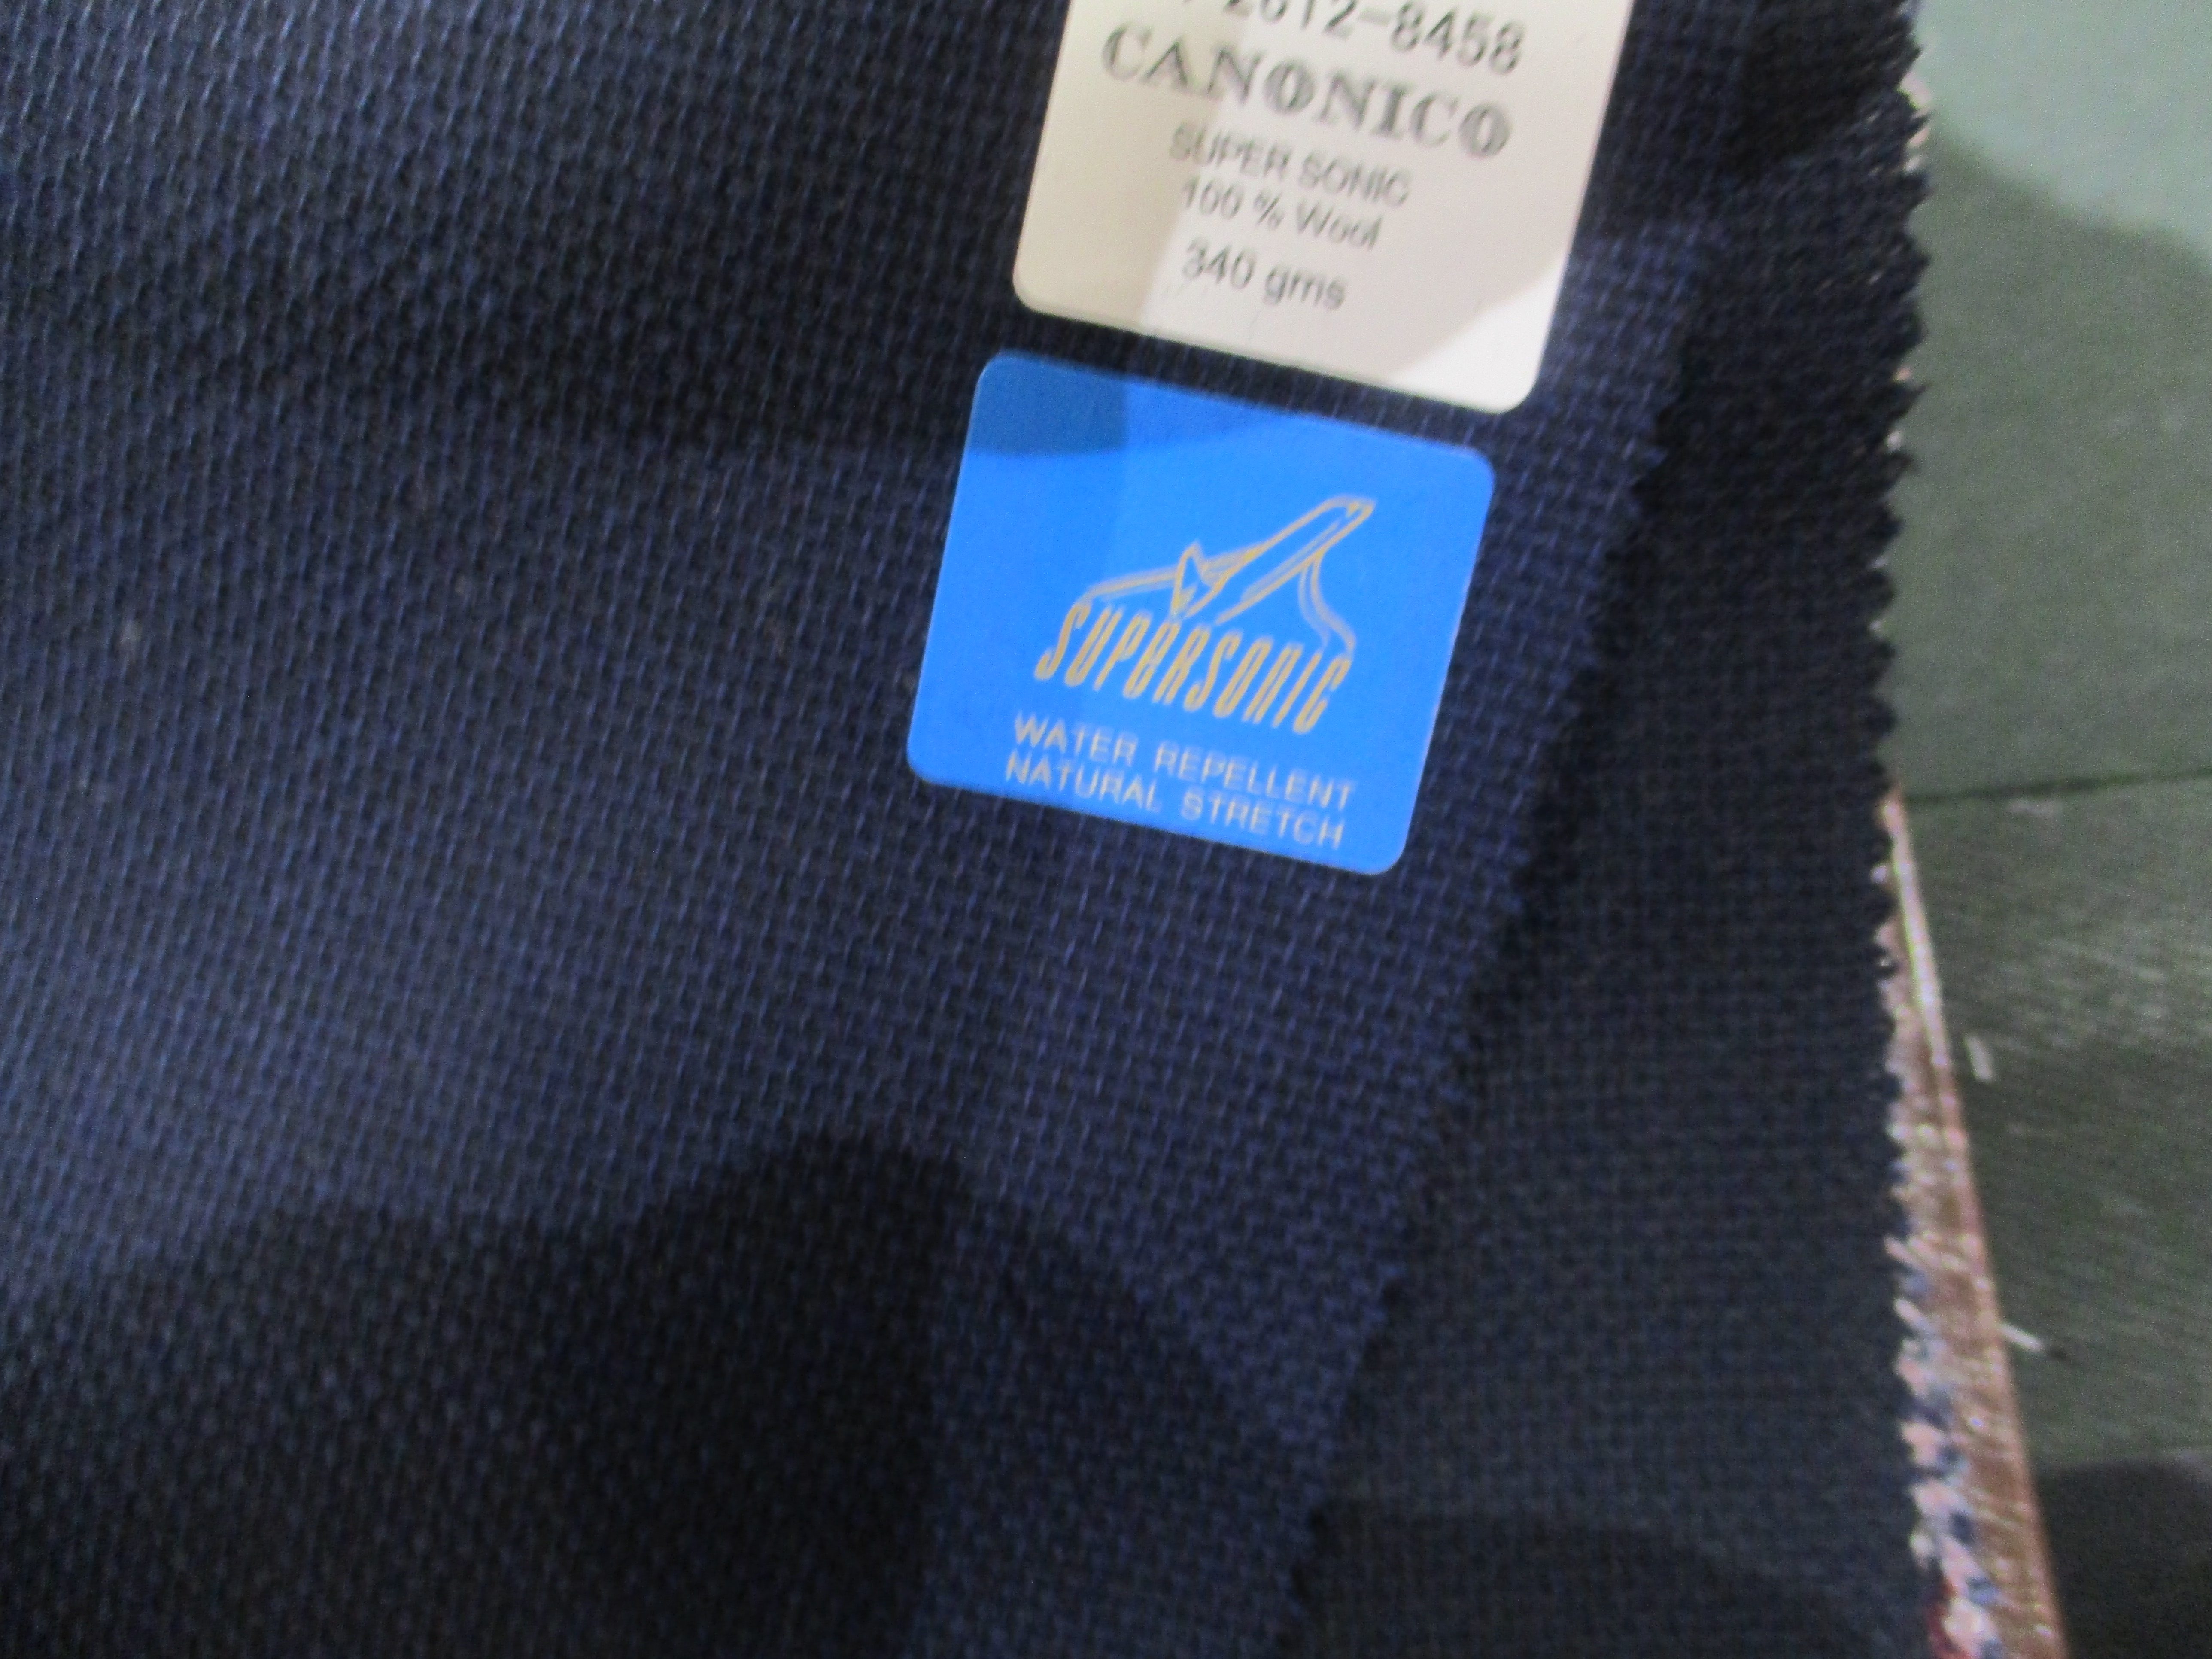 2612-8458
CANONICO
SUPER SONIC
100 % Wool
340 gms
SUPERSONIC
WATER REPELLENT
NATURAL STRETCH